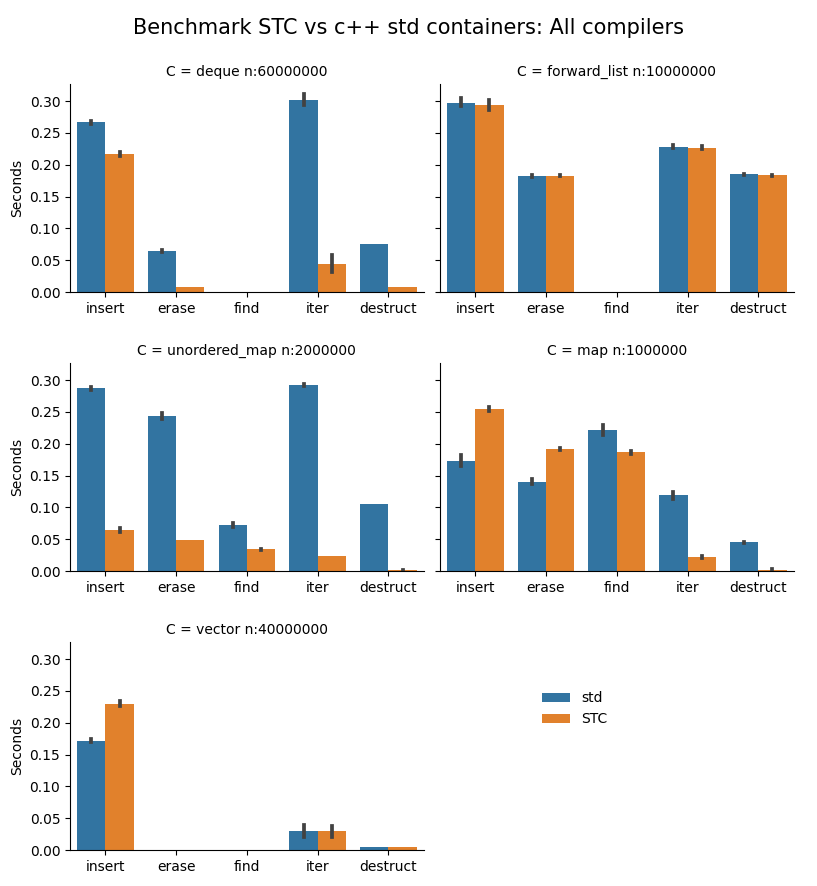 Benchmark STC vs c++ std containers: All compilers
C = deque n:60000000
C = forward_list n:10000000
Seconds
0.30
0.25
0.20
0.15
0.10
0.05
0.00
insert erase find iter destruct
insert erase find iter destruct
C = unordered_map n:2000000
C = map n:1000000
Seconds
0.30
0.25
0.20
0.15
0.10
0.05
0.00
insert erase find iter destruct
insert erase find iter destruct
C = vector n:40000000
Seconds
0.30
0.25
0.20
0.15
0.10
0.05
0.00
insert erase find iter destruct
std
STC